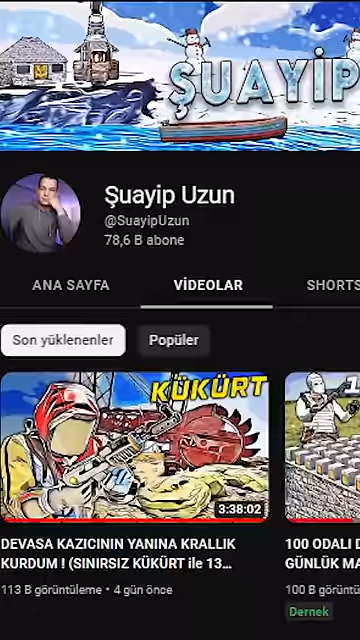 ŞUAYİP
Şuayip Uzun
@SuayipUzun
78,6 B abone
ANA SAYFA VİDEOLAR SHORTS
Son yüklenenler Popüler
KÜKÜRT
3:38:02
DEVASA KAZICININ YANINA KRALLIK
KURDUM ! (SINIRSIZ KÜKÜRT ile 13...
113 B görüntüleme • 4 gün önce
100 ODALI D
GÜNLÜK MA
100 B görüntü
Dernek